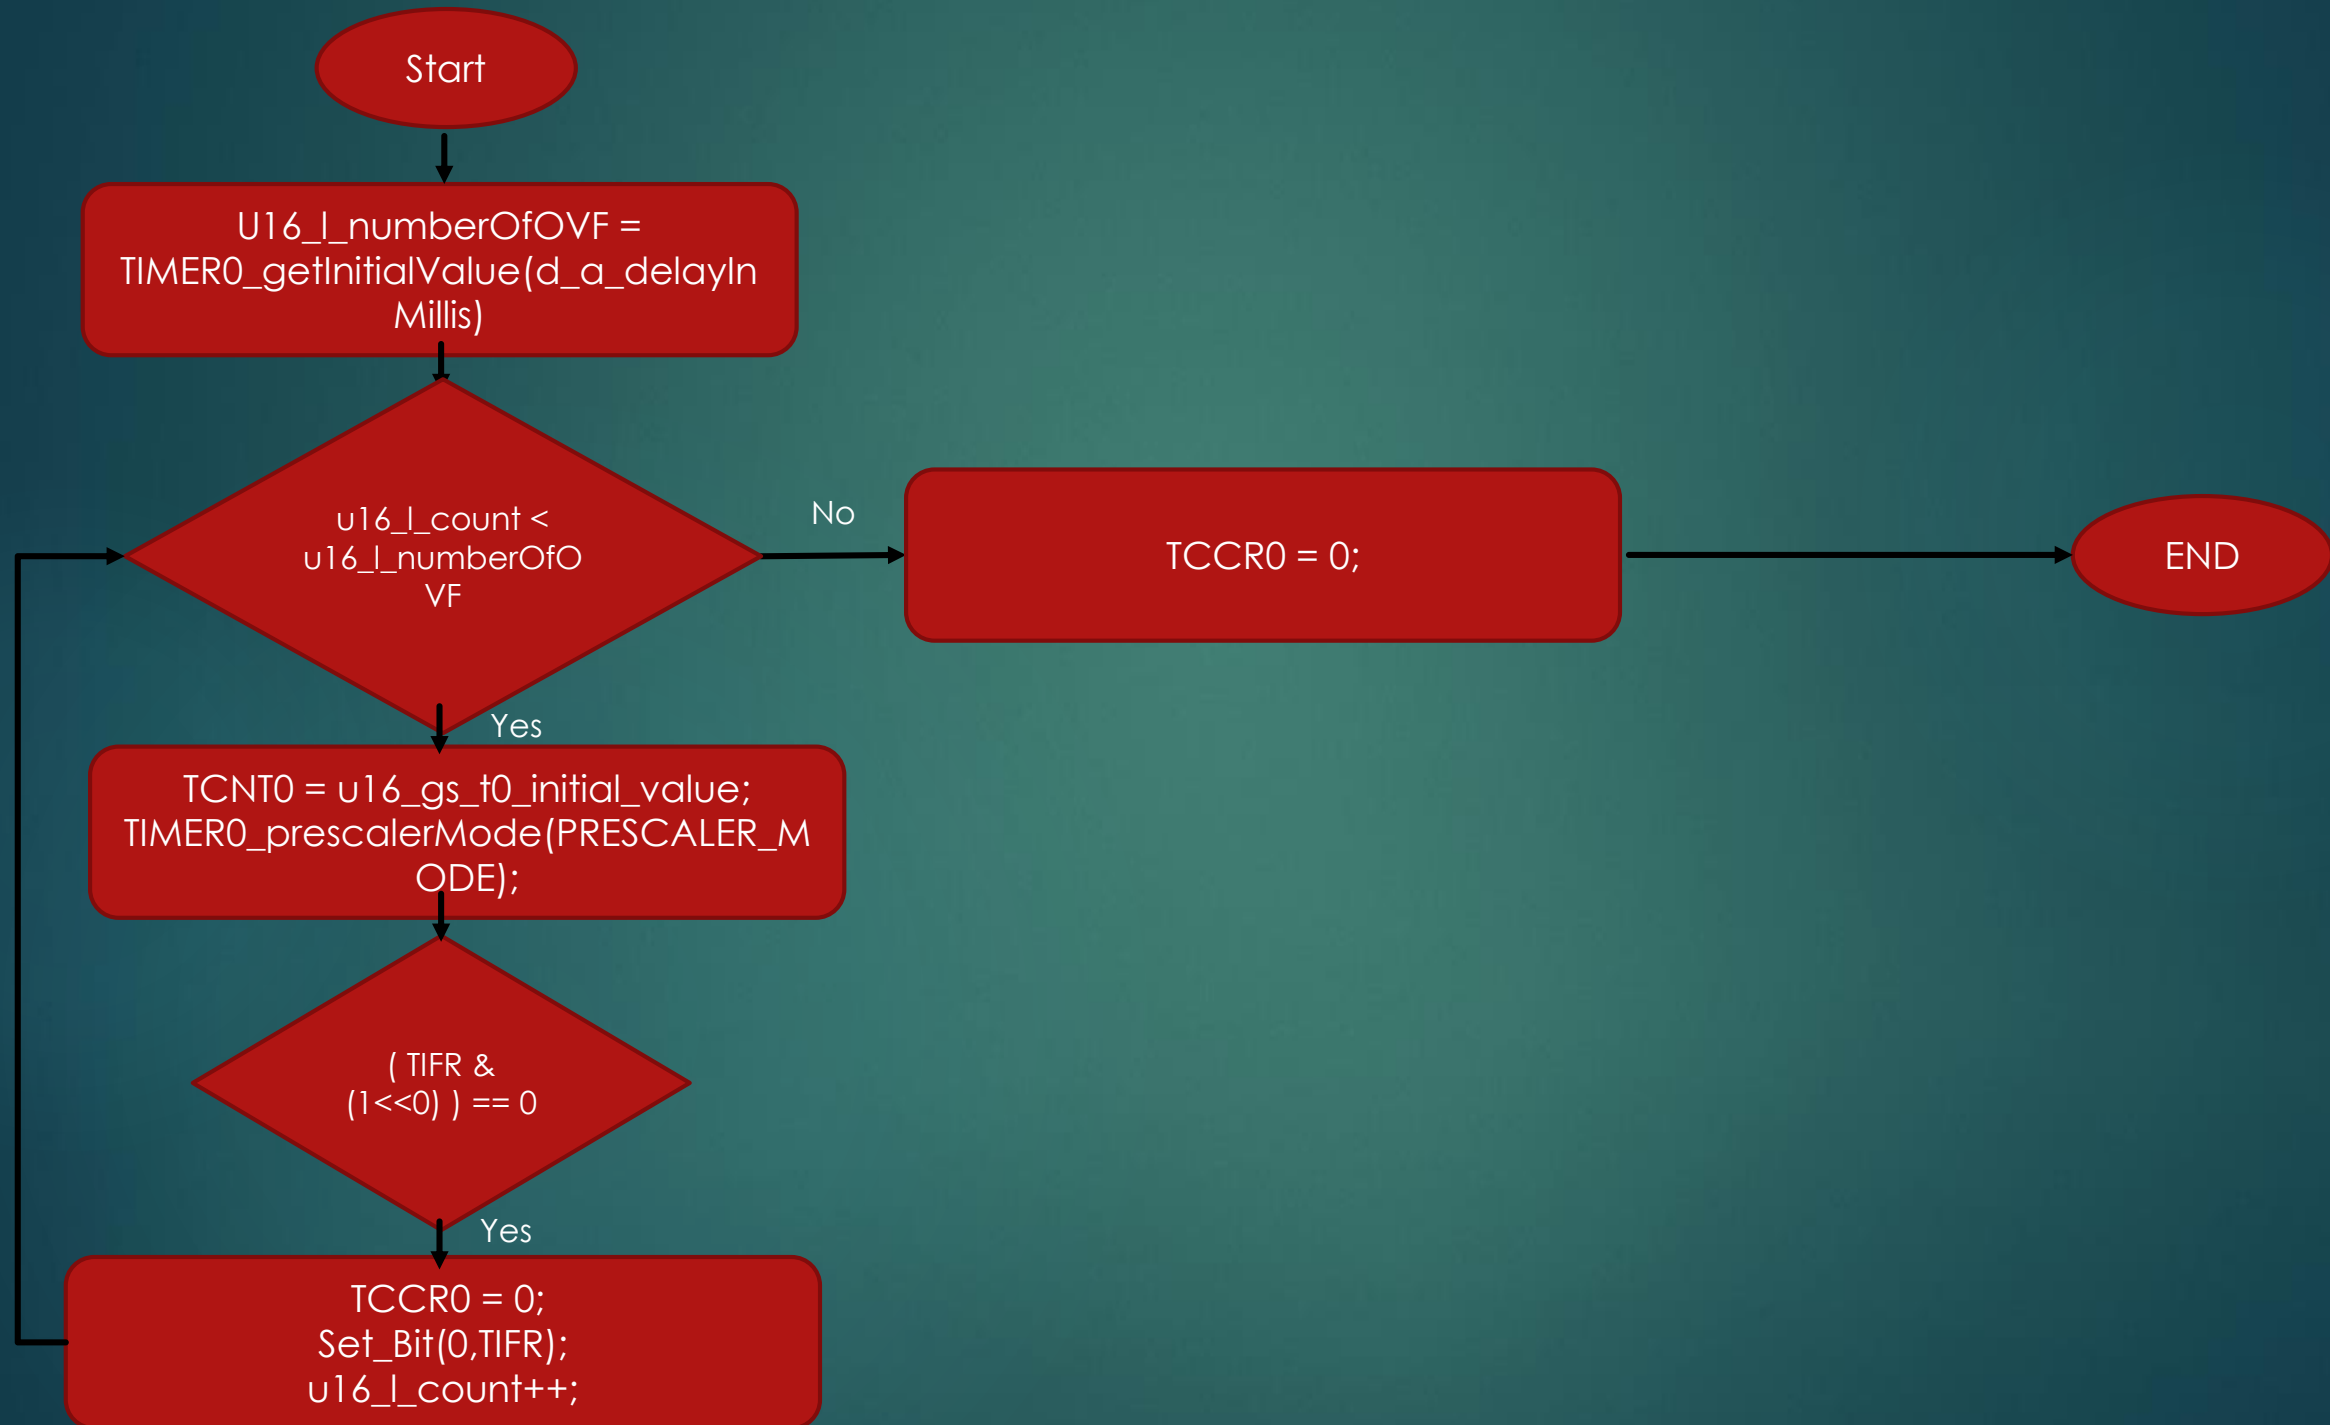 Start
U16_l_numberOfOVF =
TIMER0_getInitialValue(d_a_delayIn
Millis)
u16_l_count <
u16_l_numberOfO
VF
No
TCCR0 = 0;
END
Yes
TCNT0 = u16_gs_t0_initial_value;
TIMER0_prescalerMode(PRESCALER_M
ODE);
( TIFR &
(1<<0) ) == 0
Yes
TCCR0 = 0;
Set_Bit(0,TIFR);
u16_l_count++;